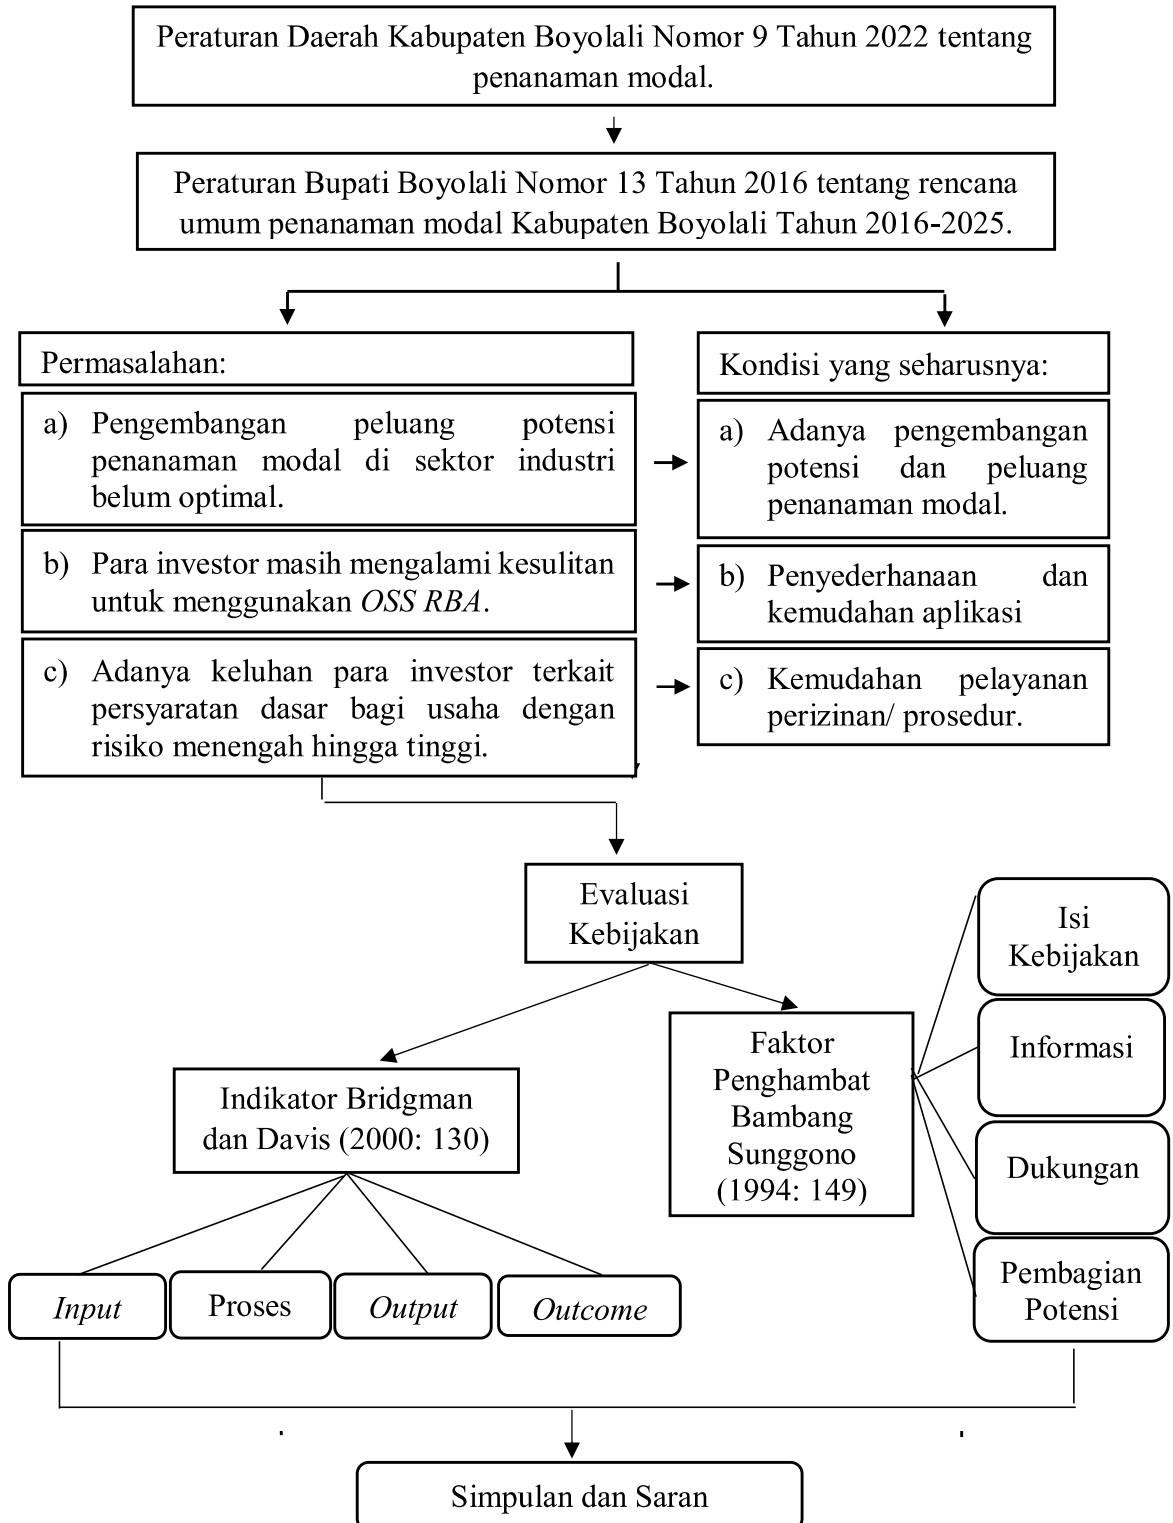 Peraturan Daerah Kabupaten Boyolali Nomor 9 Tahun 2022 tentang
penanaman modal.
Peraturan Bupati Boyolali Nomor 13 Tahun 2016 tentang rencana
umum penanaman modal Kabupaten Boyolali Tahun 2016-2025.
Permasalahan:
a) Pengembangan peluang potensi
penanaman modal di sektor industri
belum optimal.
b) Para investor masih mengalami kesulitan
untuk menggunakan OSS RBA.
c) Adanya keluhan para investor terkait
persyaratan dasar bagi usaha dengan
risiko menengah hingga tinggi.
Kondisi yang seharusnya:
a) Adanya pengembangan
potensi dan peluang
penanaman modal.
b) Penyederhanaan dan
kemudahan aplikasi
c) Kemudahan pelayanan
perizinan/ prosedur.
Evaluasi
Kebijakan
Indikator Bridgman
dan Davis (2000: 130)
Faktor
Penghambat
Bambang
Sunggono
(1994: 149)
Isi
Kebijakan
Informasi
Dukungan
Pembagian
Potensi
Input
Proses
Output
Outcome
Simpulan dan Saran